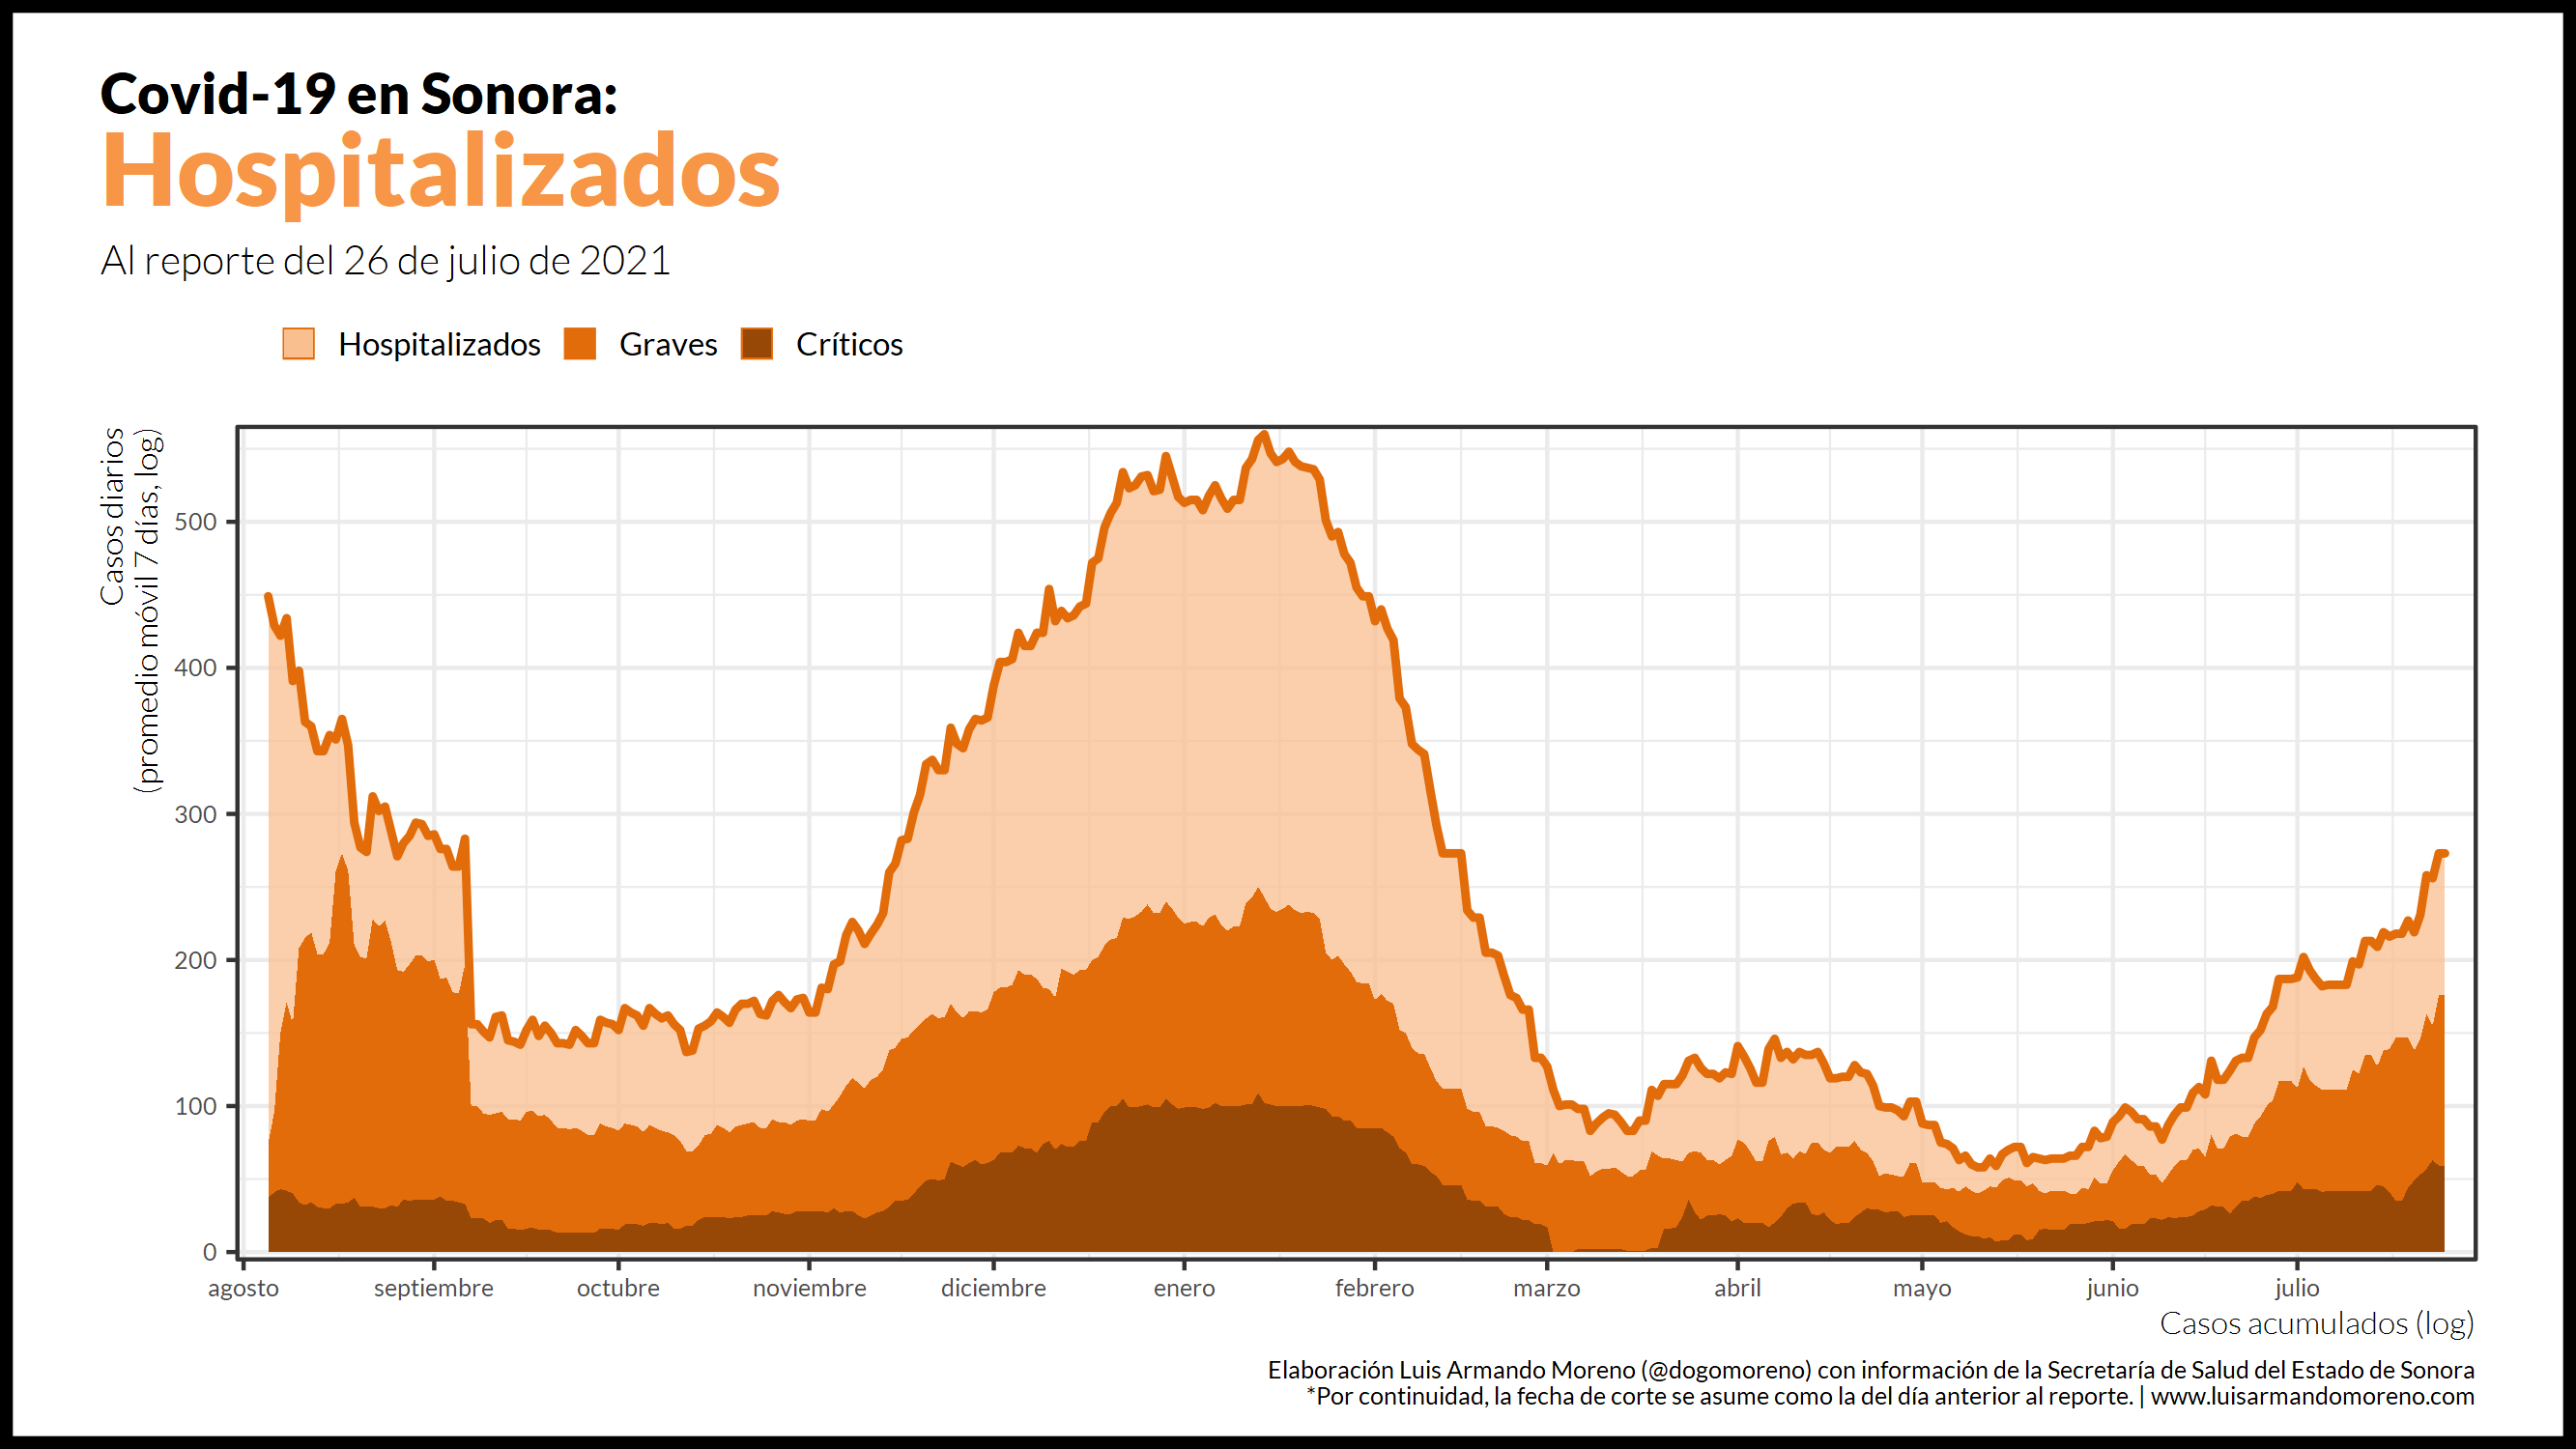 Covid-19 en Sonora:
Hospitalizados
Al reporte del 26 de julio de 2021
Hospitalizados Graves Críticos
Casos diarios
(promedio móvil 7 días, log)
500
400
300
200
100
0
agosto septiembre octubre noviembre diciembre enero febrero marzo abril mayo junio julio
Casos acumulados (log)
Elaboración Luis Armando Moreno (@dogomoreno) con información de la Secretaría de Salud del Estado de Sonora
*Por continuidad, la fecha de corte se asume como la del día anterior al reporte. | www.luisarmandomoreno.com